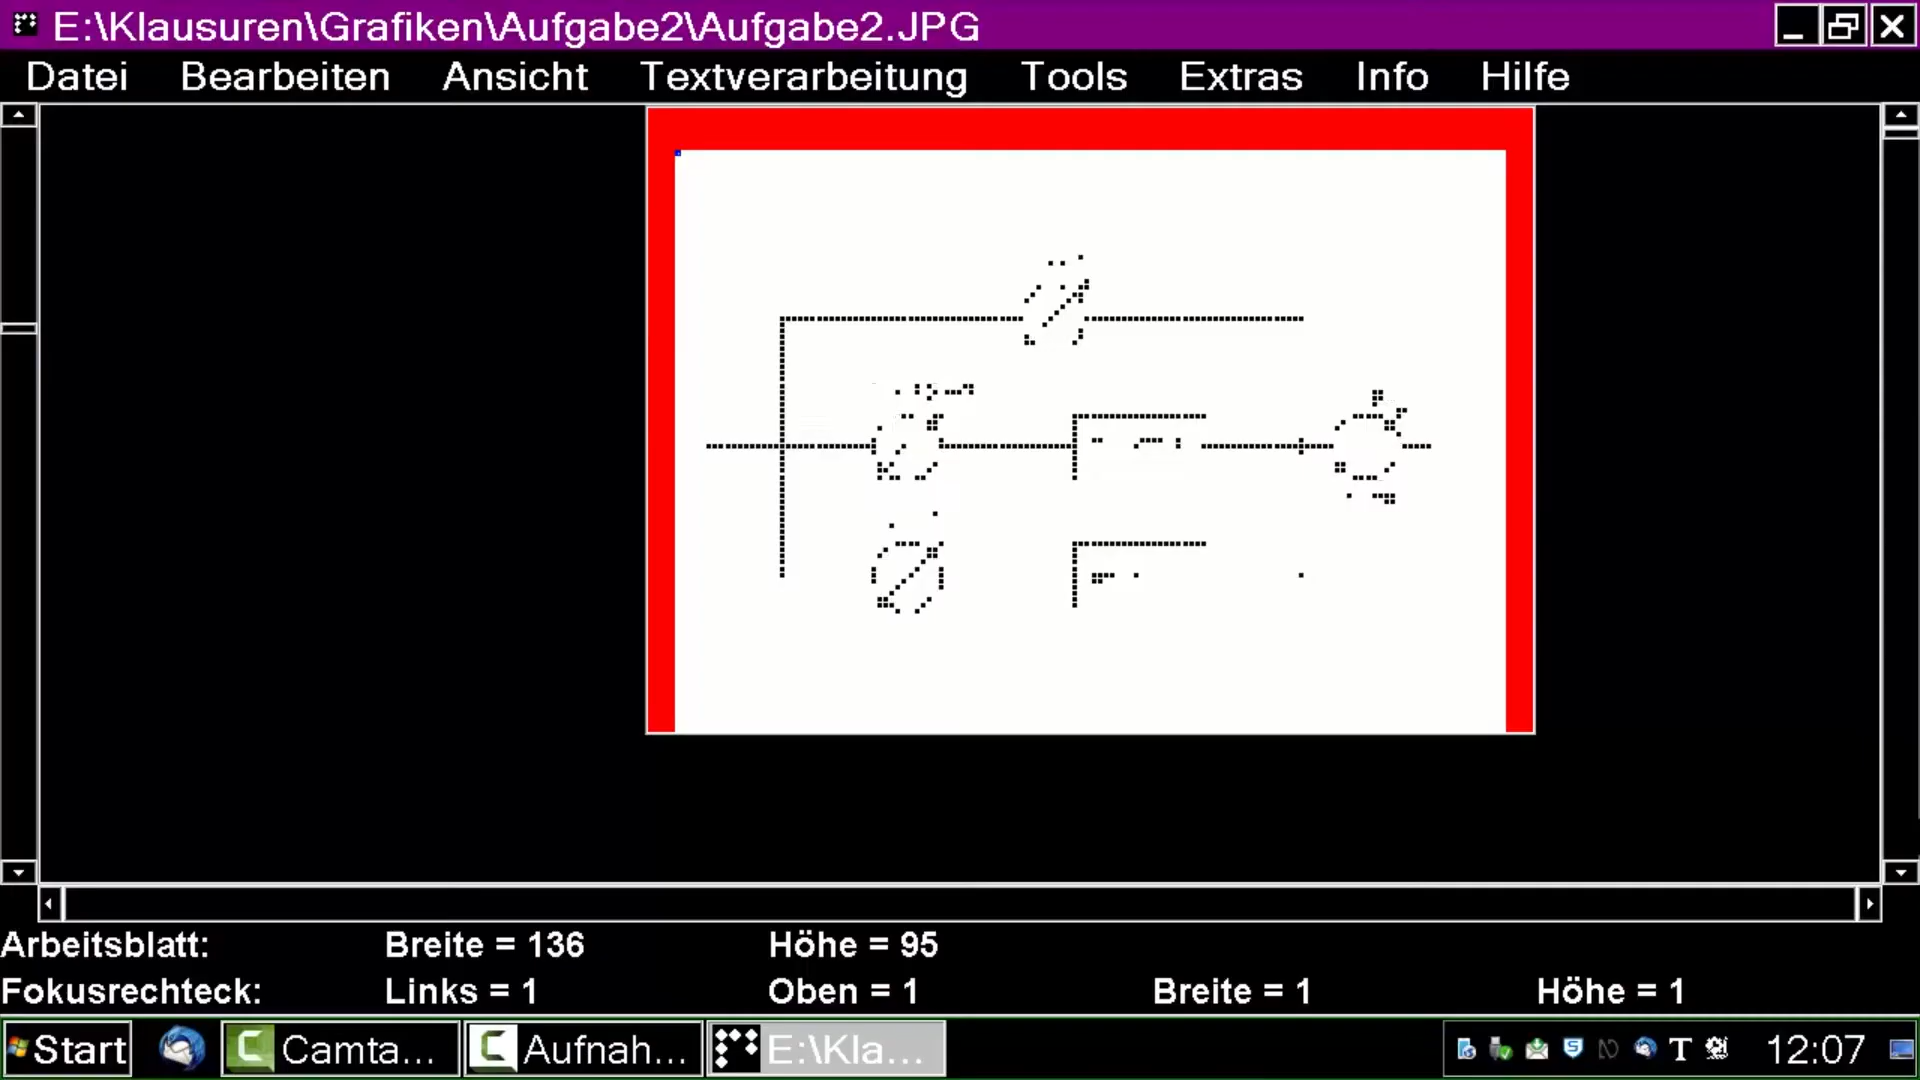 E:\Klausuren\Grafiken\Aufgabe2\Aufgabe2.JPG
Datei Bearbeiten Ansicht Textverarbeitung Tools Extras Info Hilfe
Arbeitsblatt: Breite = 136 Höhe = 95
Fokusrechteck: Links = 1 Oben = 1 Breite = 1 Höhe = 1
Start Camta... Aufnah... E:\Kla... 12:07